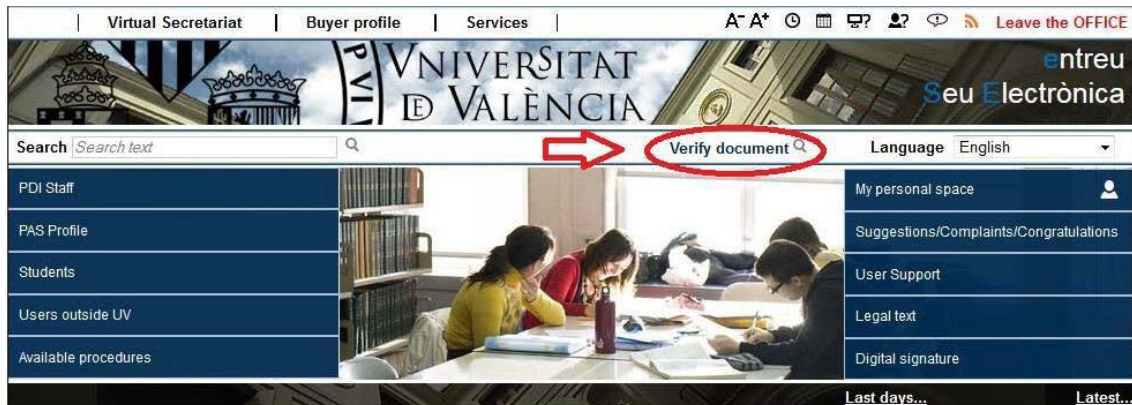 Virtual Secretariat | Buyer profile | Services | A- A+ Leave the OFFICE
VNIVERSITAT
ID VALÈNCIA
entreu
Seu Electrònica
Search Search text Verify document Language English
PDI Staff
PAS Profile
Students
Users outside UV
Available procedures
My personal space
Suggestions/Complaints/Congratulations
User Support
Legal text
Digital signature
Last days... Latest...